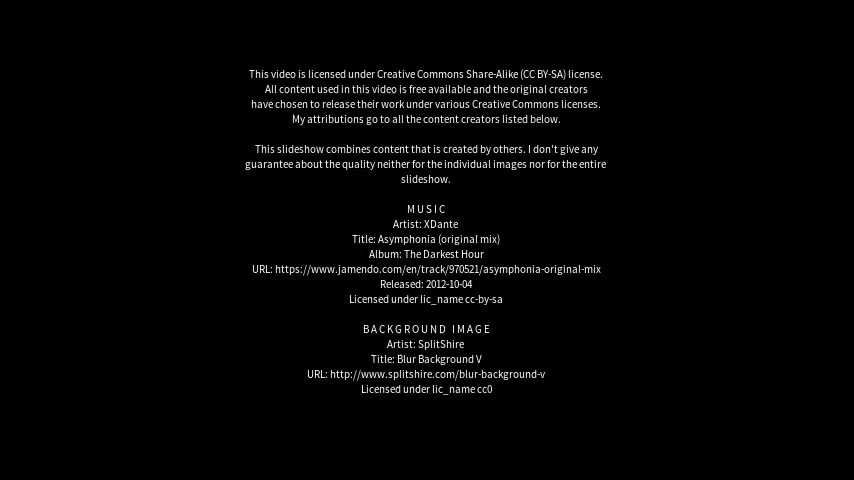 This video is licensed under Creative Commons Share-Alike (CC BY-SA) license.
All content used in this video is free available and the original creators
have chosen to release their work under various Creative Commons licenses.
My attributions go to all the content creators listed below.
This slideshow combines content that is created by others. I don't give any
guarantee about the quality neither for the individual images nor for the entire
slideshow.
MUSIC
Artist: XDante
Title: Asymphonia (original mix)
Album: The Darkest Hour
URL: https://www.jamendo.com/en/track/970521/asymphonia-original-mix
Released: 2012-10-04
Licensed under lic_name cc-by-sa
BACKGROUND IMAGE
Artist: SplitShire
Title: Blur Background V
URL: http://www.splitshire.com/blur-background-v
Licensed under lic_name cc0